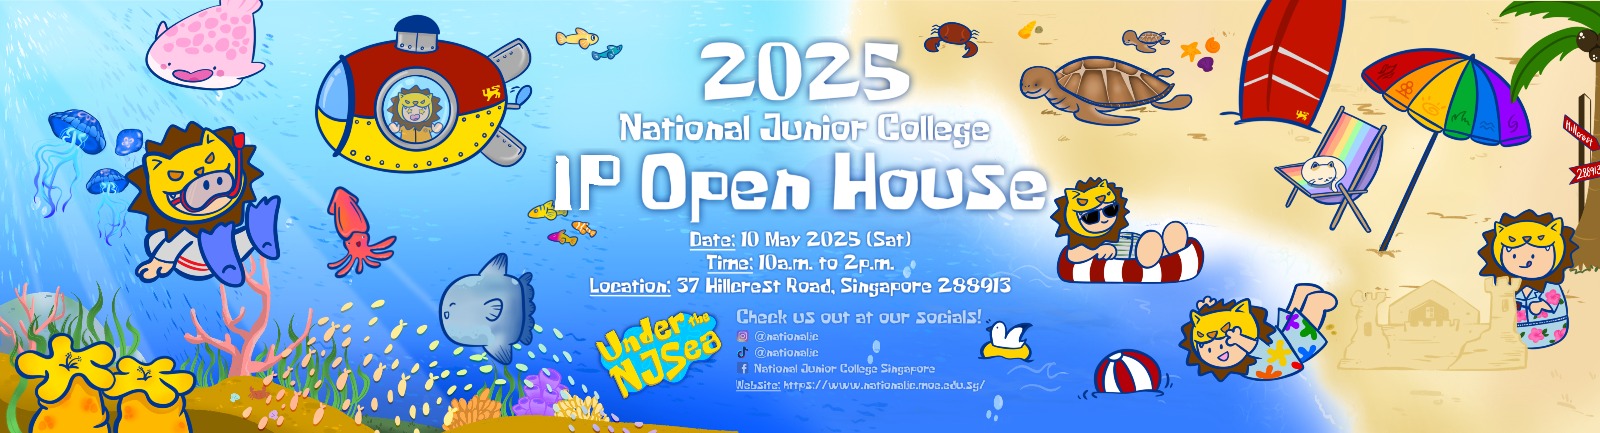 2025
National Junior College
IP Open House
Date: 10 May 2025 (Sat)
Time: 10a.m. to 2p.m.
Location: 37 Hillcrest Road, Singapore 288913
Under the
NJSea
Check us out at our socials!
@nationaljc
@nationaljc
National Junior College Singapore
Website: https://www.nationaljc.moe.edu.sg/
Hillcrest
288913